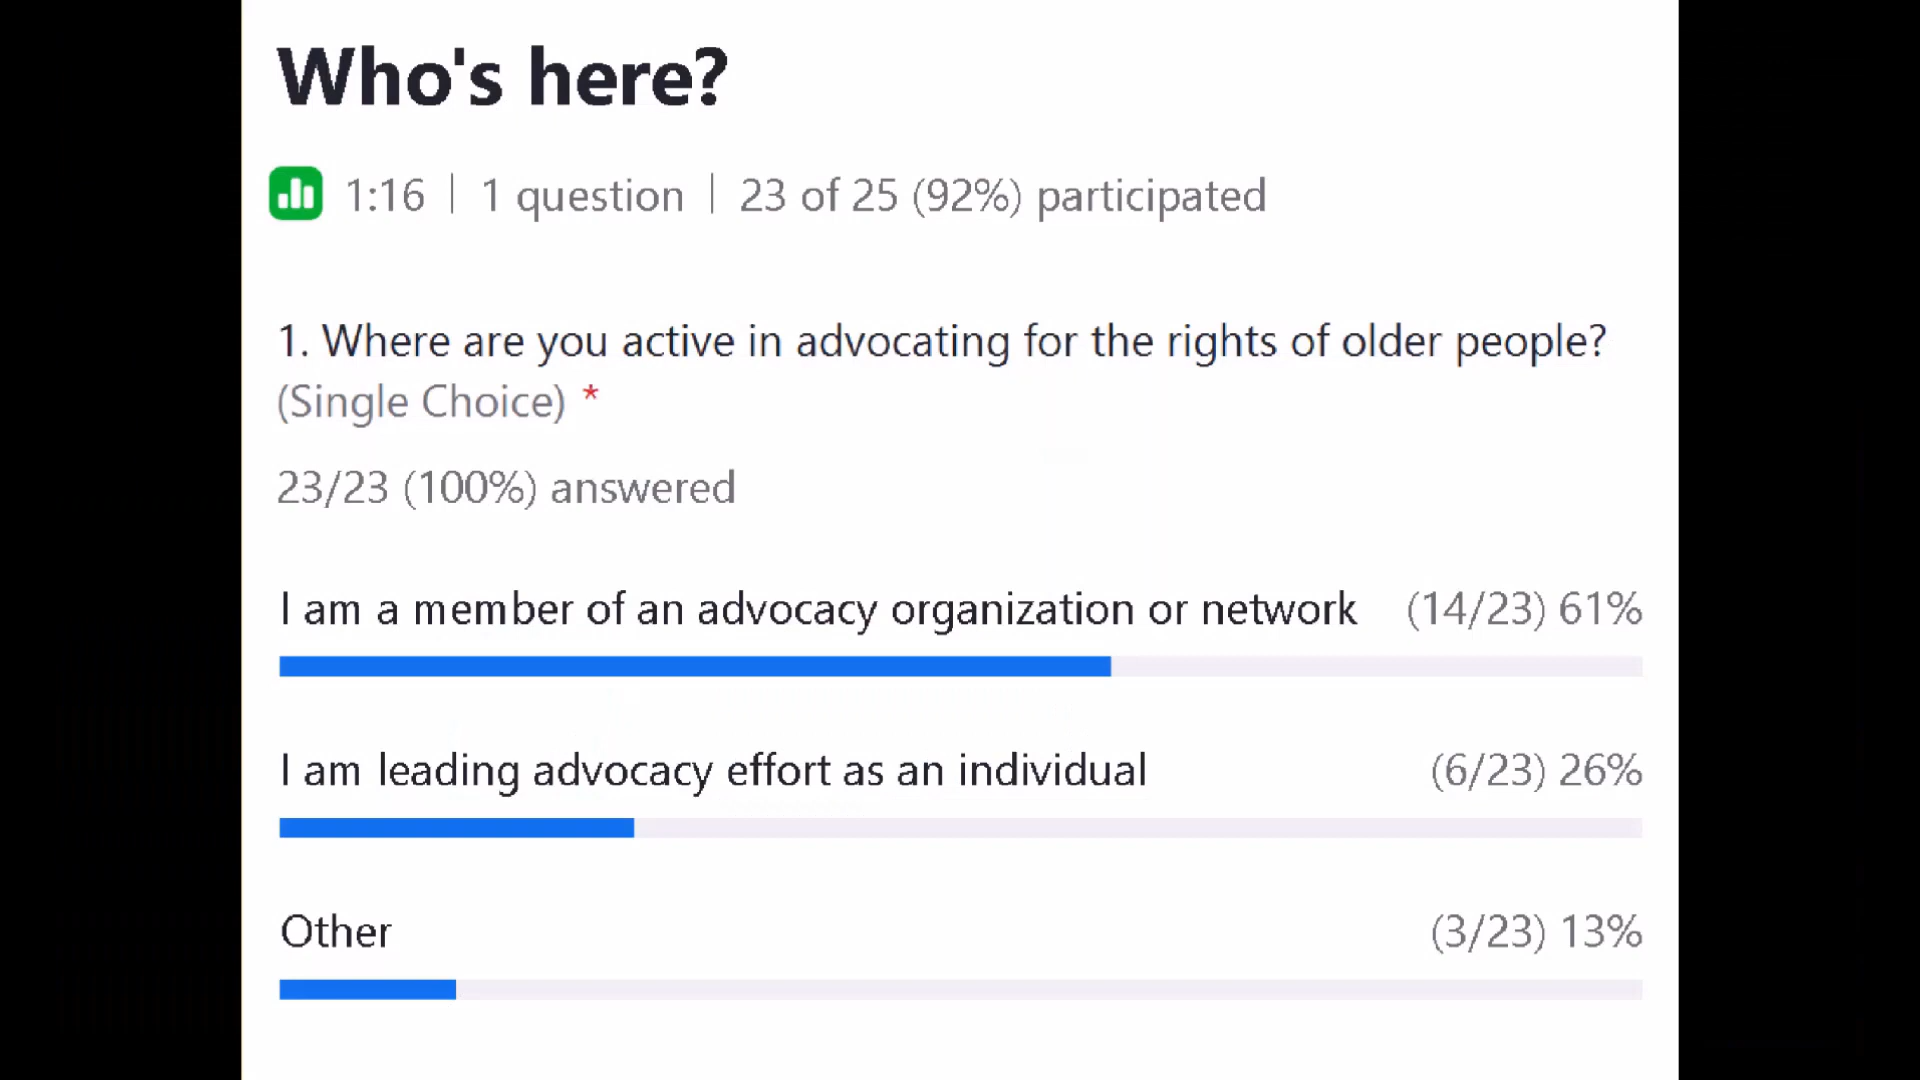 Who's here?
1:16 | 1 question | 23 of 25 (92%) participated
1. Where are you active in advocating for the rights of older people?
(Single Choice) *
23/23 (100%) answered
I am a member of an advocacy organization or network (14/23) 61%
I am leading advocacy effort as an individual (6/23) 26%
Other (3/23) 13%